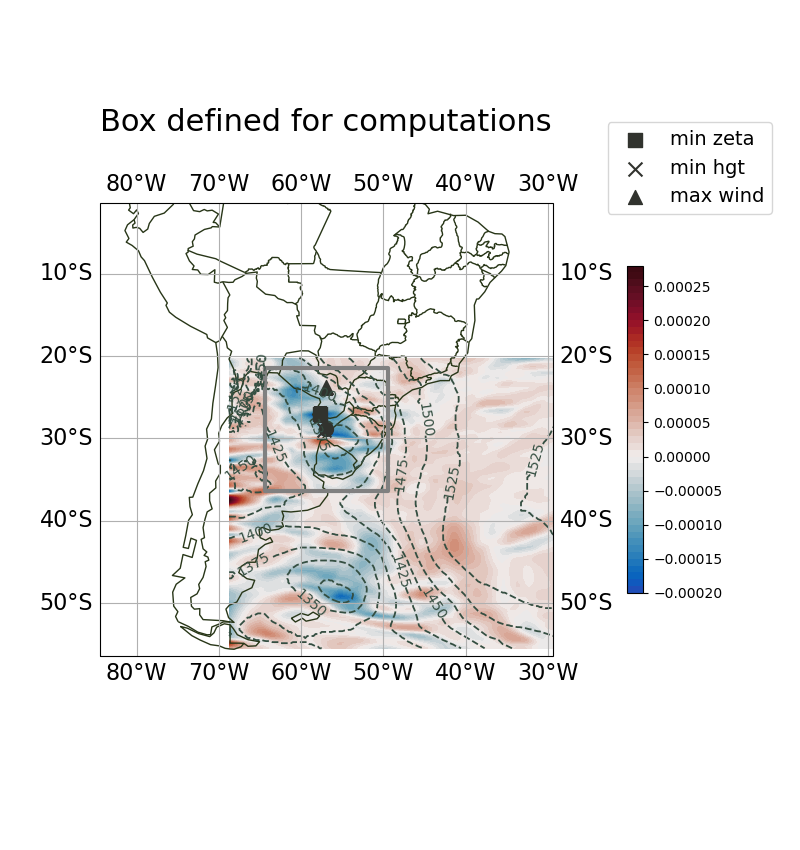 Box defined for computations
min zeta
min hgt
max wind
80°W 70°W 60°W 50°W 40°W 30°W
10°S 10°S
20°S 20°S
30°S 30°S
40°S 40°S
50°S 50°S
80°W 70°W 60°W 50°W 40°W 30°W
0.00025
0.00020
0.00015
0.00010
0.00005
0.00000
−0.00005
−0.00010
−0.00015
−0.00020
1500
1425
1475
1450
1525
1525
1400
1375
1350
1425
1450